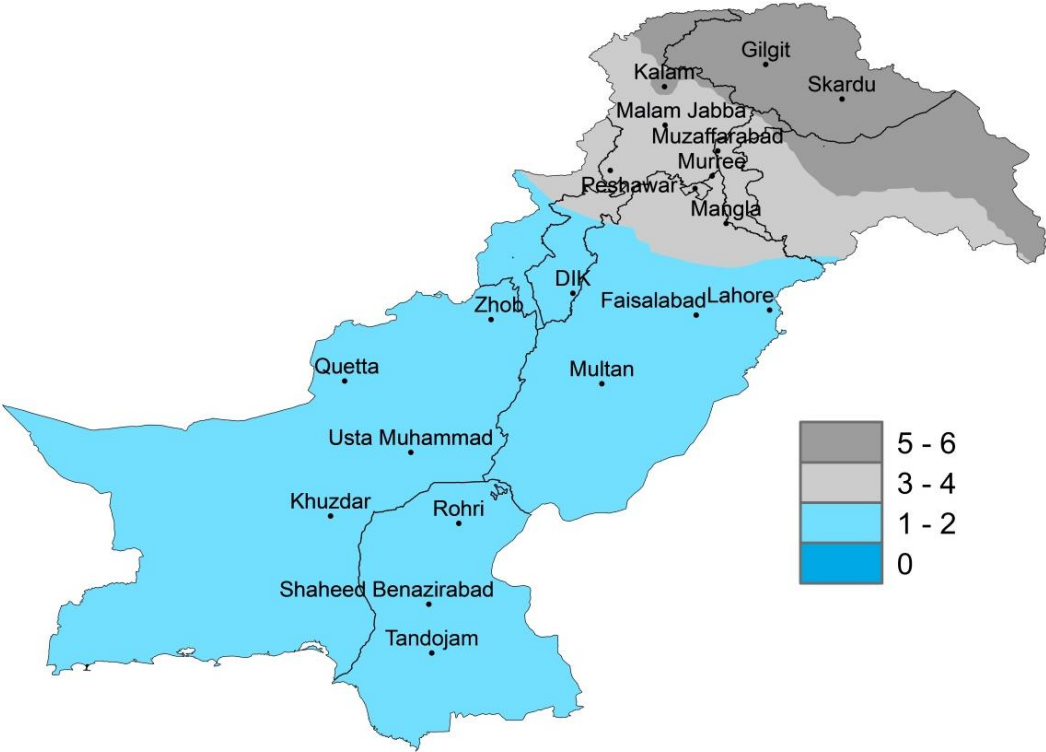 Gilgit
Kalam
Skardu
Malam Jabba
Muzaffarabad
Murree
Peshawar
Mangla
DIK
Zhob
Faisalabad
Lahore
Quetta
Multan
Usta Muhammad
Khuzdar
Rohri
Shaheed Benazirabad
Tandojam
5 - 6
3 - 4
1 - 2
0